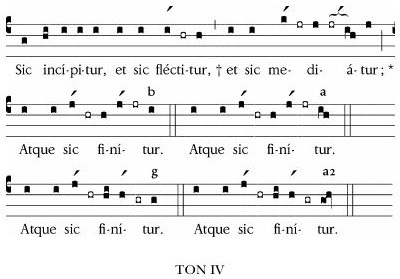 Sic incí-pi-tur, et sic fléctí-tur, † et sic me - di - á-tur; *
b a
Atque sic fi-ní - tur. Atque sic fi-ní - tur.
g a2
Atque sic fi-ní - tur. Atque sic fi-ní - tur.
TON IV